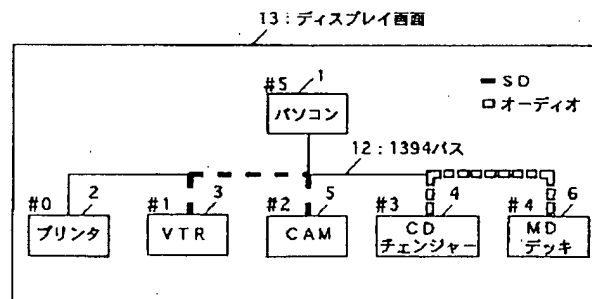 13：ディスプレイ画面
#5 1
パソコン
SD
オーディオ
12：1394バス
#0 2
プリンタ
#1 3
VTR
#2 5
CAM
#3 4
CD
チェンジャー
#4 6
MD
デッキ